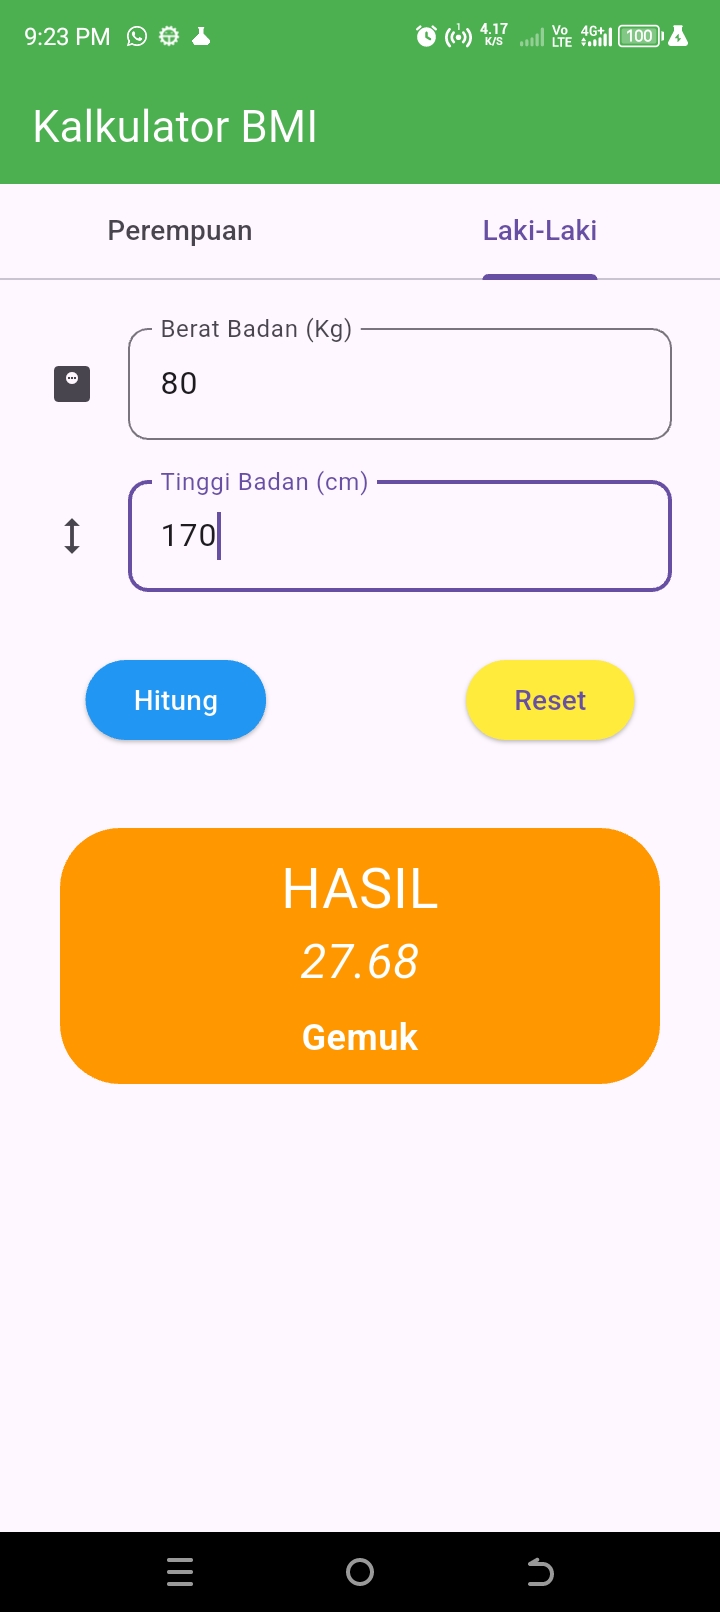 9:23 PM 1 4.17 K/S Vo LTE 4G+ 100
Kalkulator BMI
Perempuan Laki-Laki
Berat Badan (Kg)
80
Tinggi Badan (cm)
170
Hitung Reset
HASIL
27.68
Gemuk